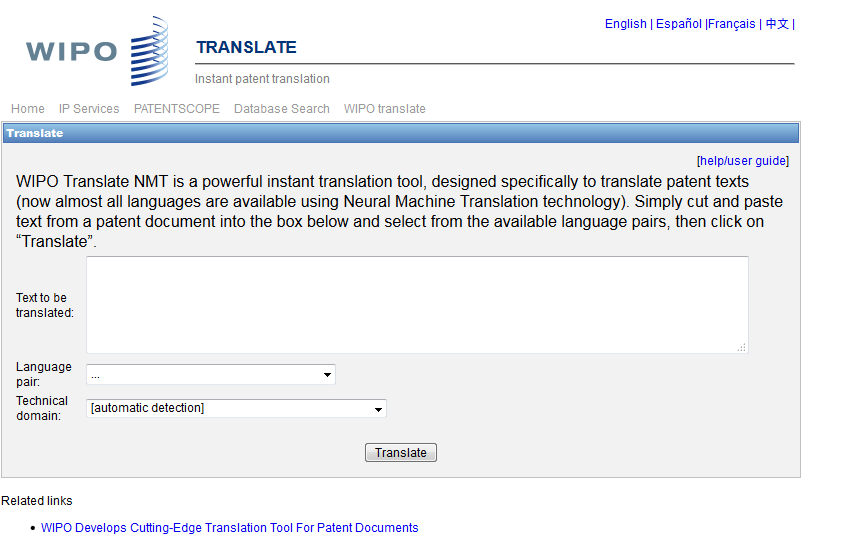 English | Español |Français | 中文 |
WIPO
TRANSLATE
Instant patent translation
Home IP Services PATENTSCOPE Database Search WIPO translate
Translate
[help/user guide]
WIPO Translate NMT is a powerful instant translation tool, designed specifically to translate patent texts
(now almost all languages are available using Neural Machine Translation technology). Simply cut and paste
text from a patent document into the box below and select from the available language pairs, then click on
“Translate”.
Text to be
translated:
Language
pair:
...
Technical
domain:
[automatic detection]
Translate
Related links
• WIPO Develops Cutting-Edge Translation Tool For Patent Documents